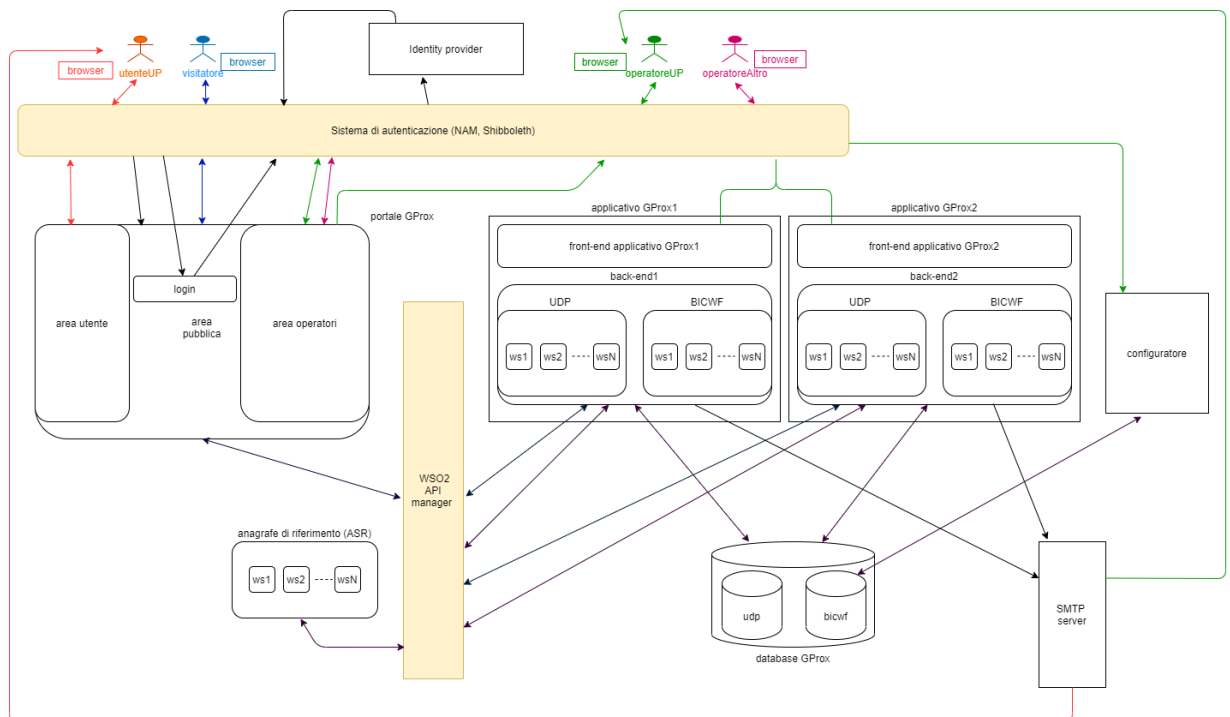 Identity provider
browser
utenteUP
browser
visitatore
browser
operatoreUP
browser
operatoreAltro
Sistema di autenticazione (NAM, Shibboleth)
portale GProx
applicativo GProx1
applicativo GProx2
front-end applicativo GProx1
front-end applicativo GProx2
back-end1
back-end2
login
area utente
area
pubblica
area operatori
UDP
BICWF
UDP
BICWF
ws1
ws2
wsN
ws1
ws2
wsN
ws1
ws2
wsN
ws1
ws2
wsN
configuratore
WSO2
API
manager
anagrafe di riferimento (ASR)
ws1
ws2
wsN
udp
bicwf
database GProx
SMTP
server